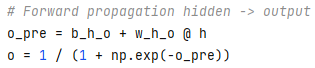 # Forward propagation hidden -> output
o_pre = b_h_o + w_h_o @ h
o = 1 / (1 + np.exp(-o_pre))